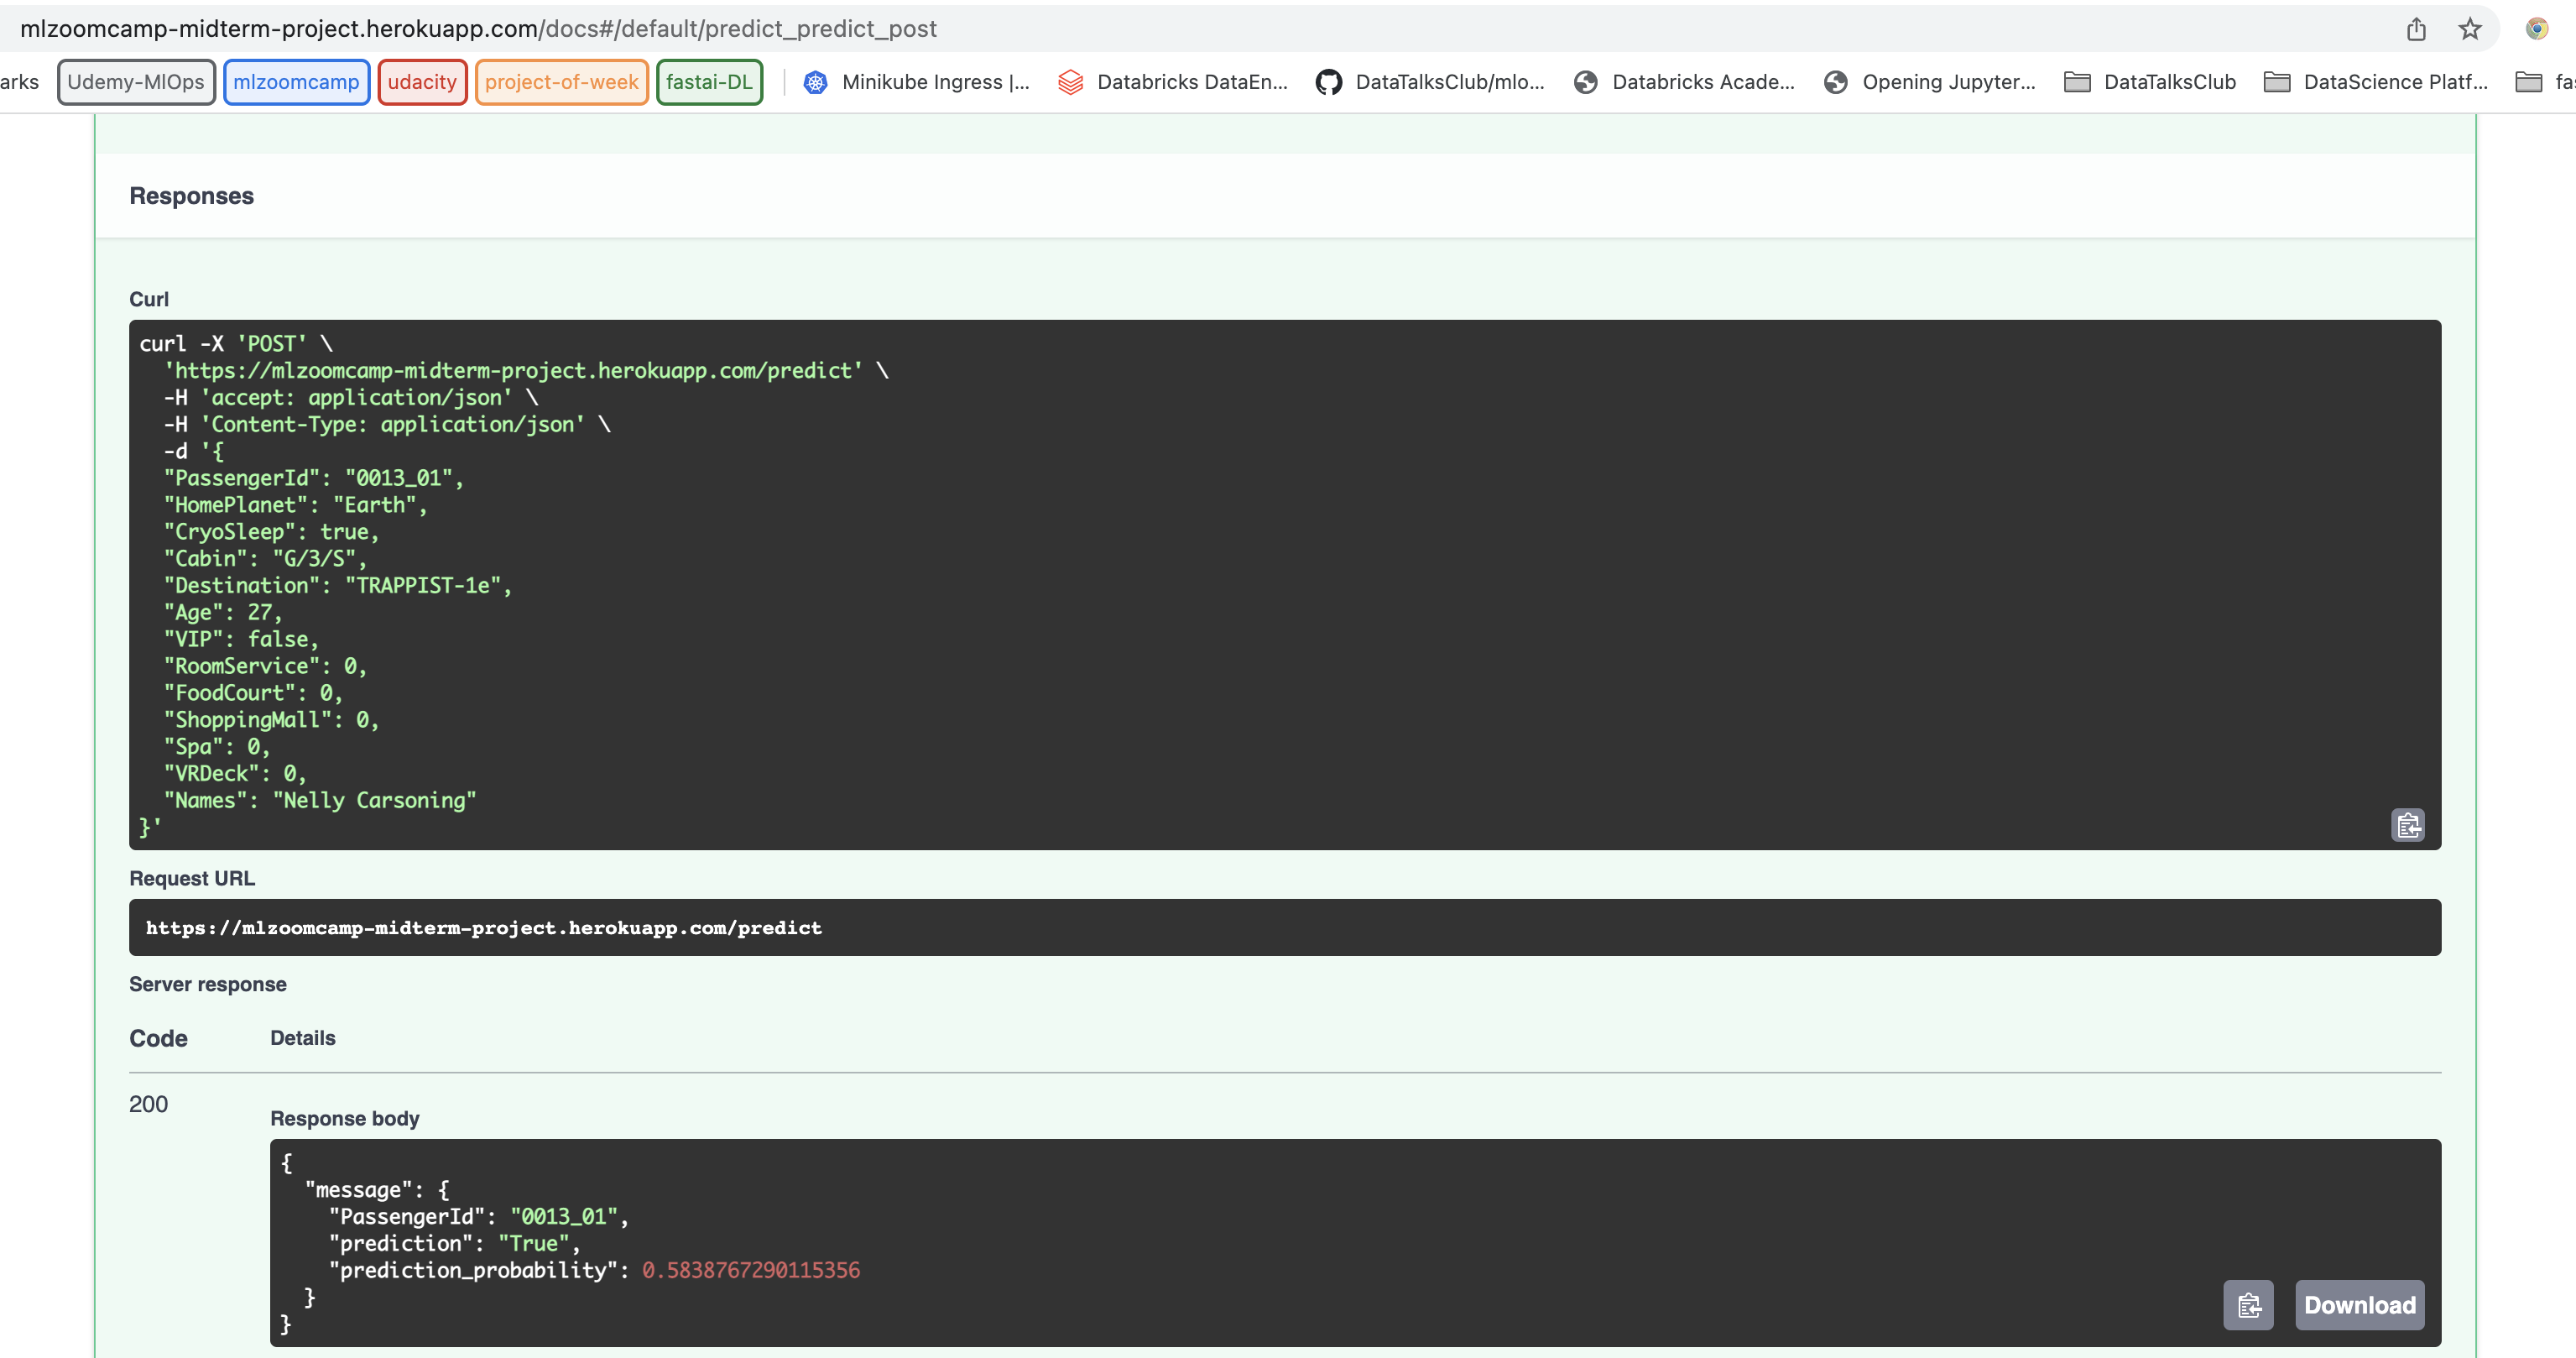 mlzoomcamp-midterm-project.herokuapp.com/docs#/default/predict_predict_post
arks Udemy-MlOps mlzoomcamp udacity project-of-week fastai-DL Minikube Ingress |... Databricks DataEn... DataTalksClub/mlo... Databricks Acade... Opening Jupyter... DataTalksClub DataScience Platf... fas
Responses
Curl
curl -X 'POST' \
'https://mlzoomcamp-midterm-project.herokuapp.com/predict' \
-H 'accept: application/json' \
-H 'Content-Type: application/json' \
-d '{
"PassengerId": "0013_01",
"HomePlanet": "Earth",
"CryoSleep": true,
"Cabin": "G/3/S",
"Destination": "TRAPPIST-1e",
"Age": 27,
"VIP": false,
"RoomService": 0,
"FoodCourt": 0,
"ShoppingMall": 0,
"Spa": 0,
"VRDeck": 0,
"Names": "Nelly Carsoning"
}'
Request URL
https://mlzoomcamp-midterm-project.herokuapp.com/predict
Server response
Code Details
200
Response body
{
"message": {
"PassengerId": "0013_01",
"prediction": "True",
"prediction_probability": 0.5838767290115356
}
}
Download